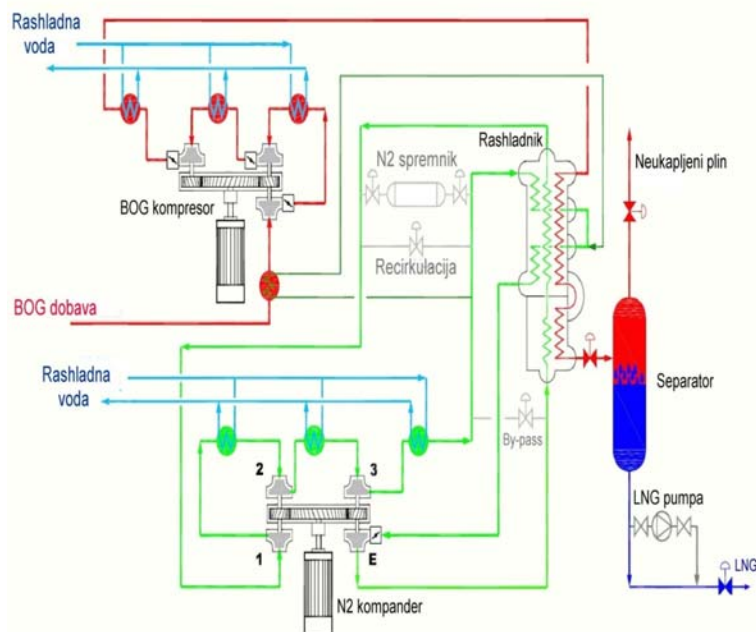 Rashladna
voda
Rashladnik
N2 spremnik
Neukapljeni plin
BOG kompresor
Recirkulacija
BOG dobava
Rashladna
voda
Separator
By-pass
2
3
LNG pumpa
1
E
LNG
N2 kompander